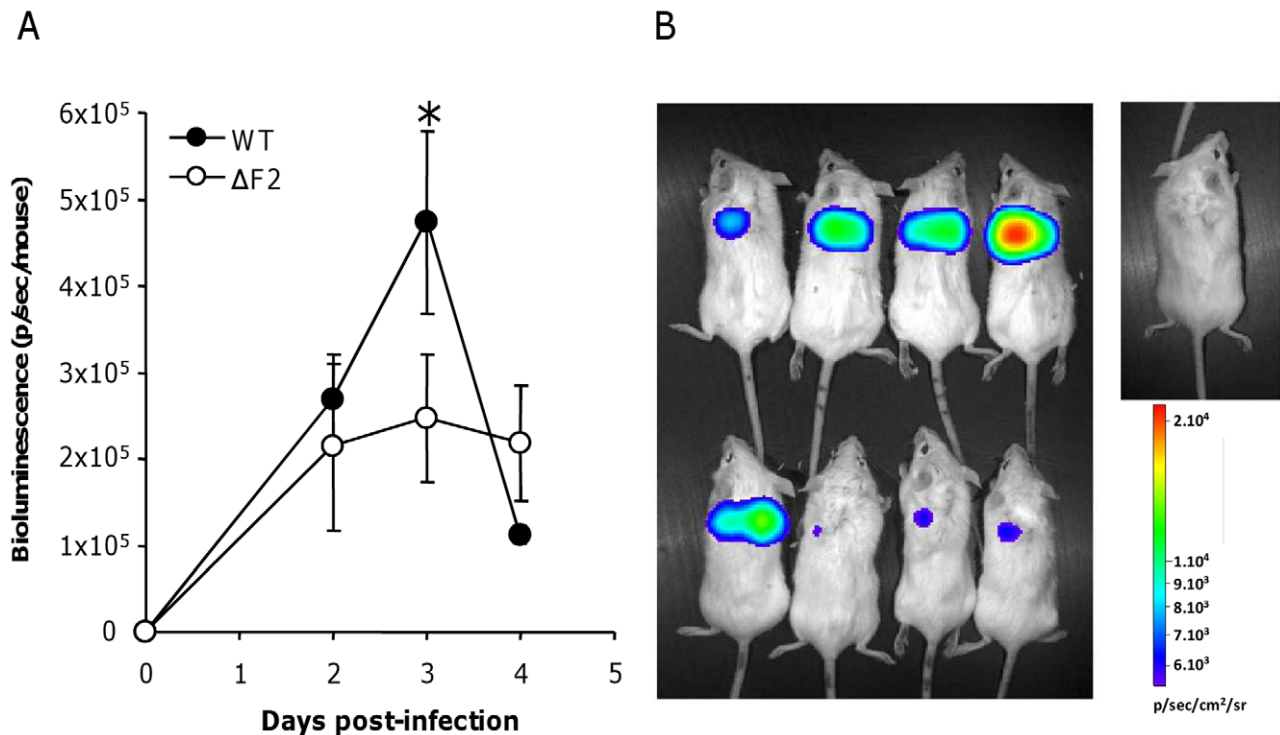 A
B
6x10⁵
5x10⁵
4x10⁵
3x10⁵
2x10⁵
1x10⁵
0
WT
ΔF2
*
Bioluminescence (p/sec/mouse)
0 1 2 3 4 5
Days post-infection
2.10⁴
1.10⁴
9.10³
8.10³
7.10³
6.10³
p/sec/cm²/sr